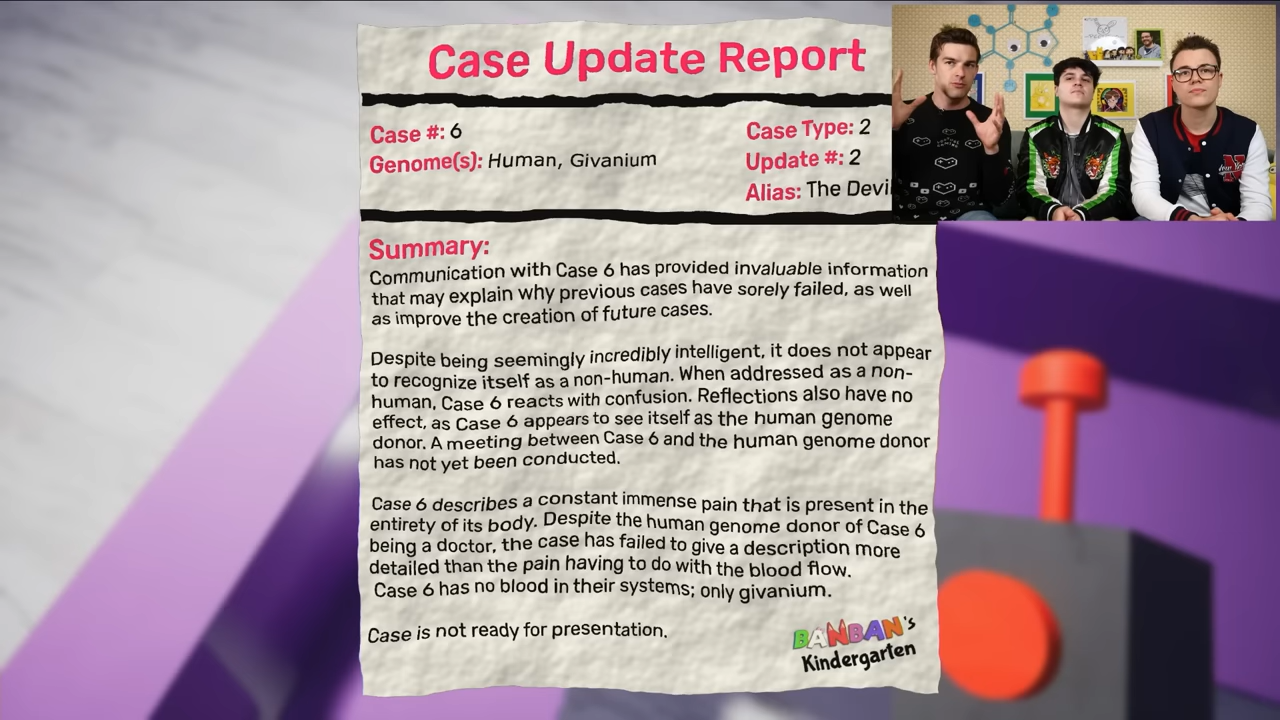 Case Update Report
Case #: 6
Genome(s): Human, Givanium
Case Type: 2
Update #: 2
Alias: The Devi
Summary:
Communication with Case 6 has provided invaluable information
that may explain why previous cases have sorely failed, as well
as improve the creation of future cases.
Despite being seemingly incredibly intelligent, it does not appear
to recognize itself as a non-human. When addressed as a non-
human, Case 6 reacts with confusion. Reflections also have no
effect, as Case 6 appears to see itself as the human genome
donor. A meeting between Case 6 and the human genome donor
has not yet been conducted.
Case 6 describes a constant immense pain that is present in the
entirety of its body. Despite the human genome donor of Case 6
being a doctor, the case has failed to give a description more
detailed than the pain having to do with the blood flow.
Case 6 has no blood in their systems; only givanium.
Case is not ready for presentation.
BANBAN's
Kindergarten